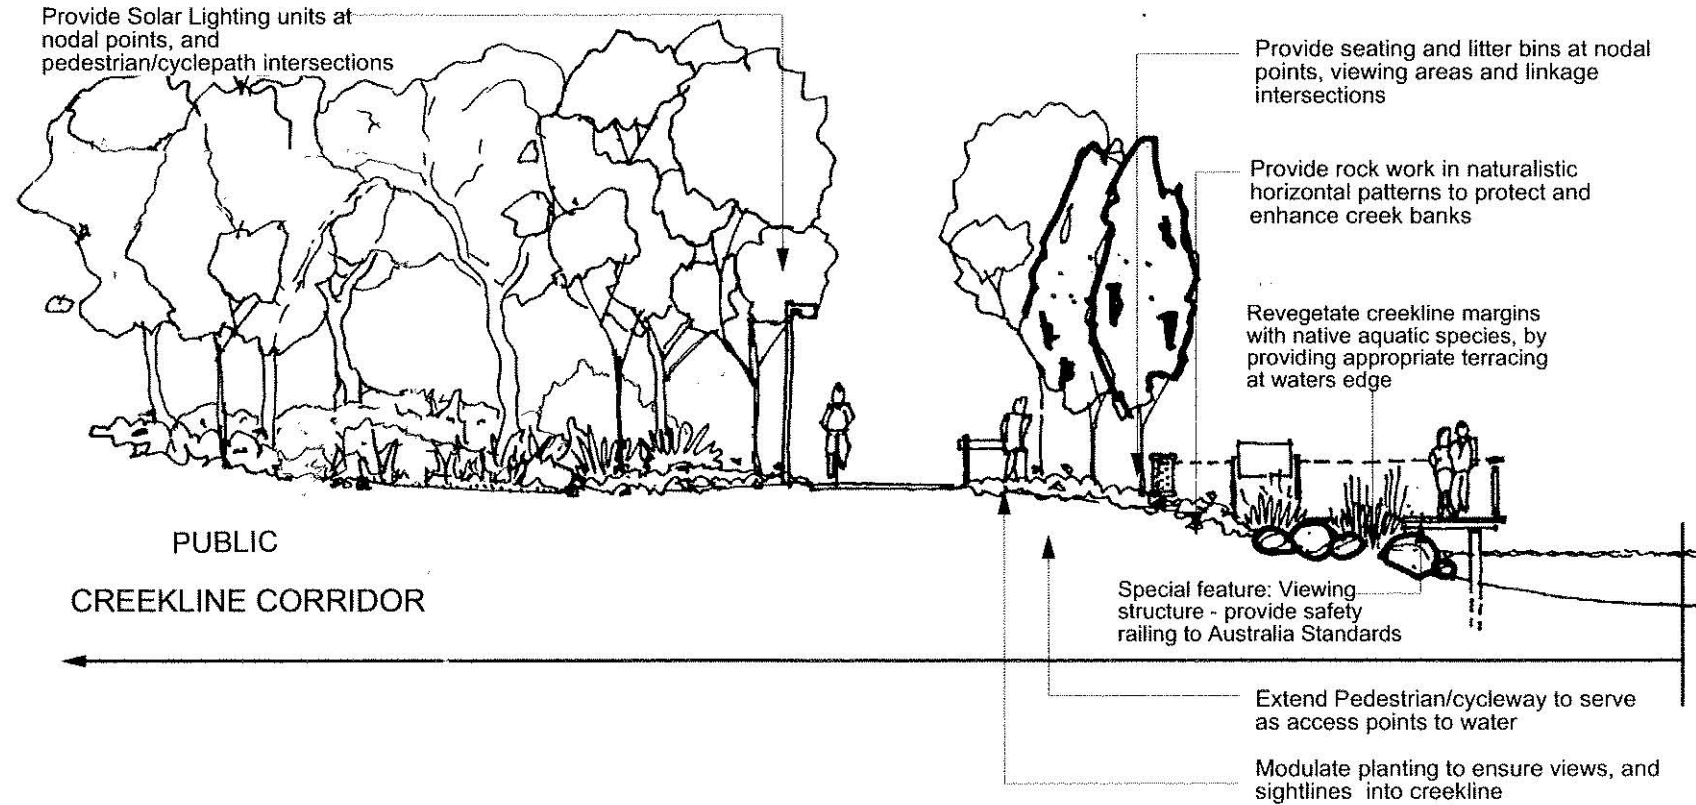 Provide Solar Lighting units at
nodal points, and
pedestrian/cyclepath intersections
Provide seating and litter bins at nodal
points, viewing areas and linkage
intersections
Provide rock work in naturalistic
horizontal patterns to protect and
enhance creek banks
Revegetate creekline margins
with native aquatic species, by
providing appropriate terracing
at waters edge
PUBLIC
CREEKLINE CORRIDOR
Special feature: Viewing
structure - provide safety
railing to Australia Standards
Extend Pedestrian/cycleway to serve
as access points to water
Modulate planting to ensure views, and
sightlines into creekline